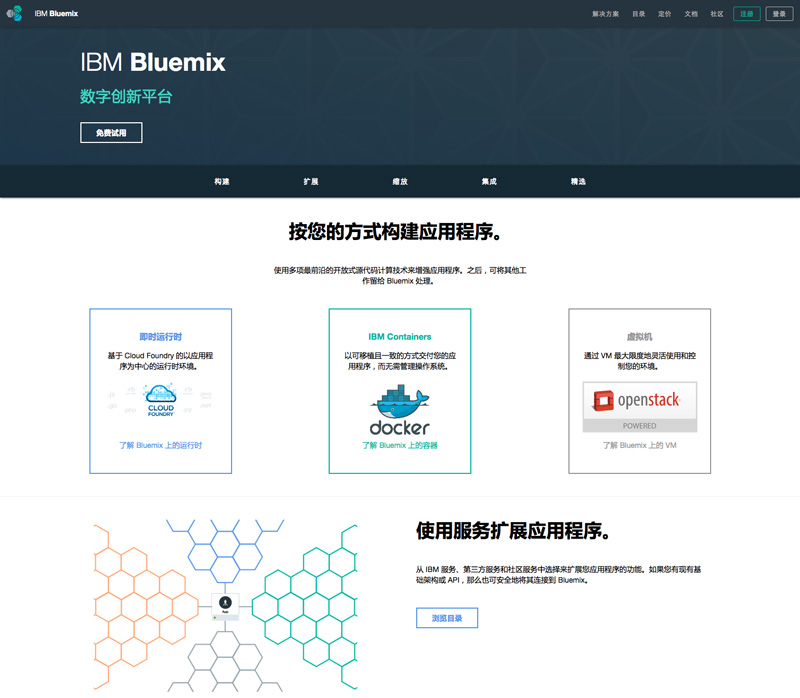 IBM Bluemix
解决方案 目录 定价 文档 社区 注册 登录
IBM Bluemix
数字创新平台
免费试用
构建 扩展 缩放 集成 精选
按您的方式构建应用程序。
使用多项最前沿的开放式源代码计算技术来增强应用程序。之后，可将其他工
作留给 Bluemix 处理。
即时运行时
基于 Cloud Foundry 的以应用程
序为中心的运行时环境。
CLOUD
FOUNDRY
了解 Bluemix 上的运行时
IBM Containers
以可移植且一致的方式交付您的应
用程序，而无需管理操作系统。
docker
了解 Bluemix 上的容器
虚拟机
通过 VM 最大限度地灵活使用和控
制您的环境。
openstack
POWERED
了解 Bluemix 上的 VM
使用服务扩展应用程序。
从 IBM 服务、第三方服务和社区服务中选择来扩展您应用程序的功能。如果您有现有基
础架构或 API，那么也可安全地将其连接到 Bluemix。
浏览目录